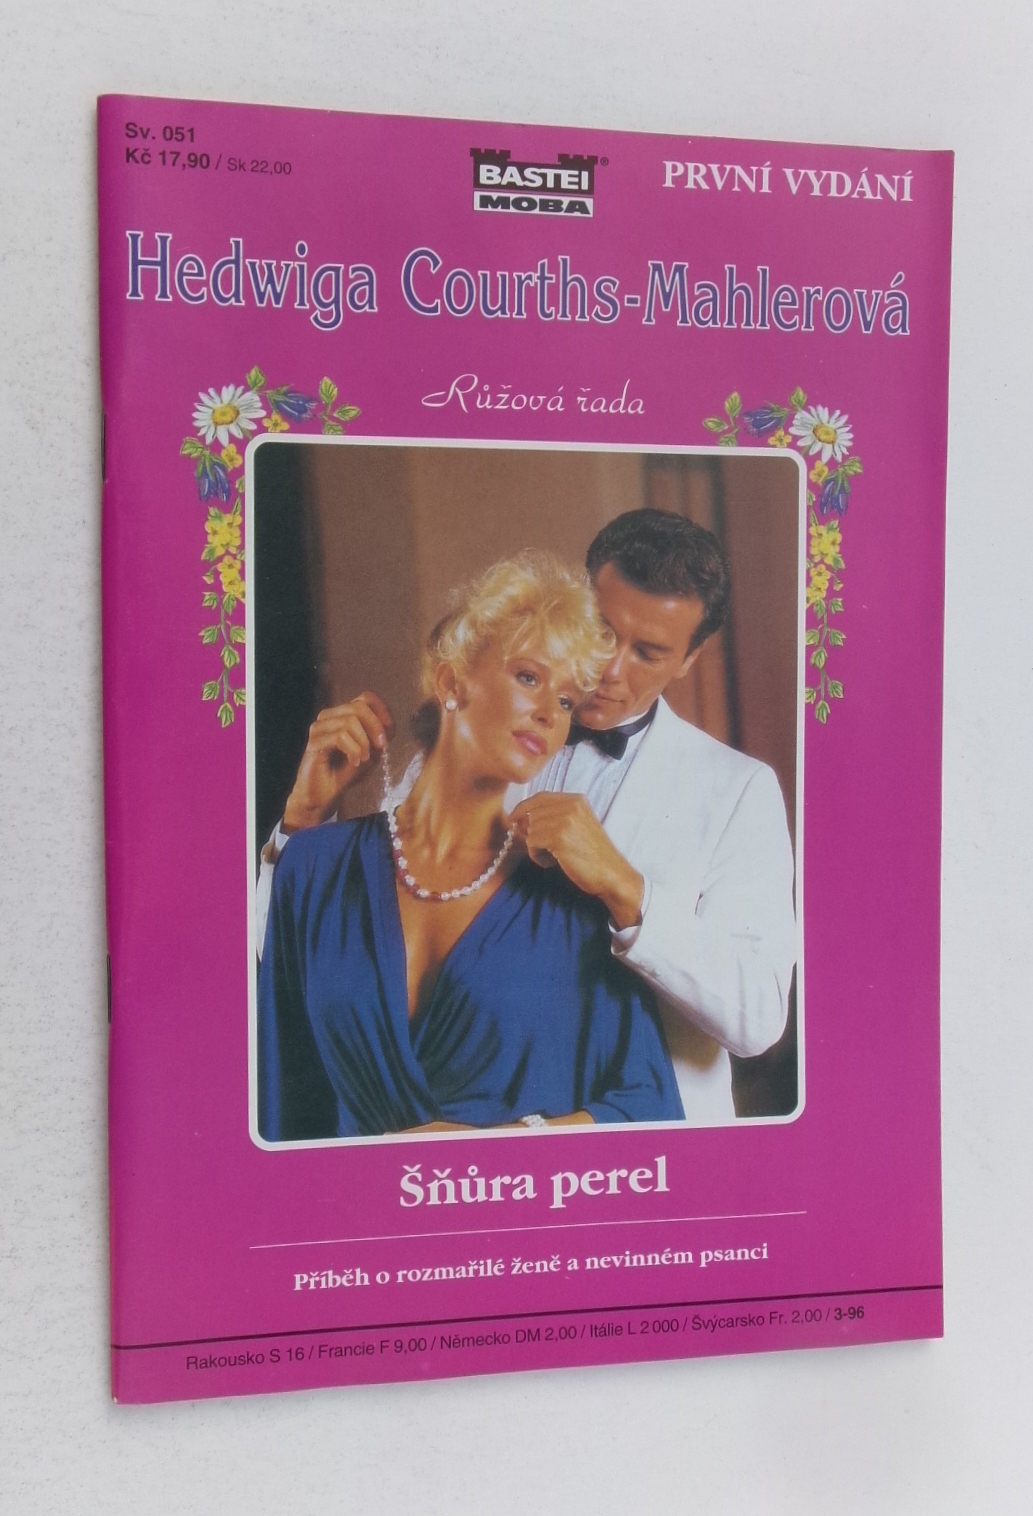 Sv. 051
Kč 17,90 / Sk 22,00
BASTEI®
MOBA
PRVNÍ VYDÁNÍ
Hedwiga Courths-Mahlerová
Růžová řada
Šňůra perel
Příběh o rozmařilé ženě a nevinném psanci
Rakousko S 16 / Francie F 9,00 / Německo DM 2,00 / Itálie L 2 000 / Švýcarsko Fr. 2,00 / 3-96